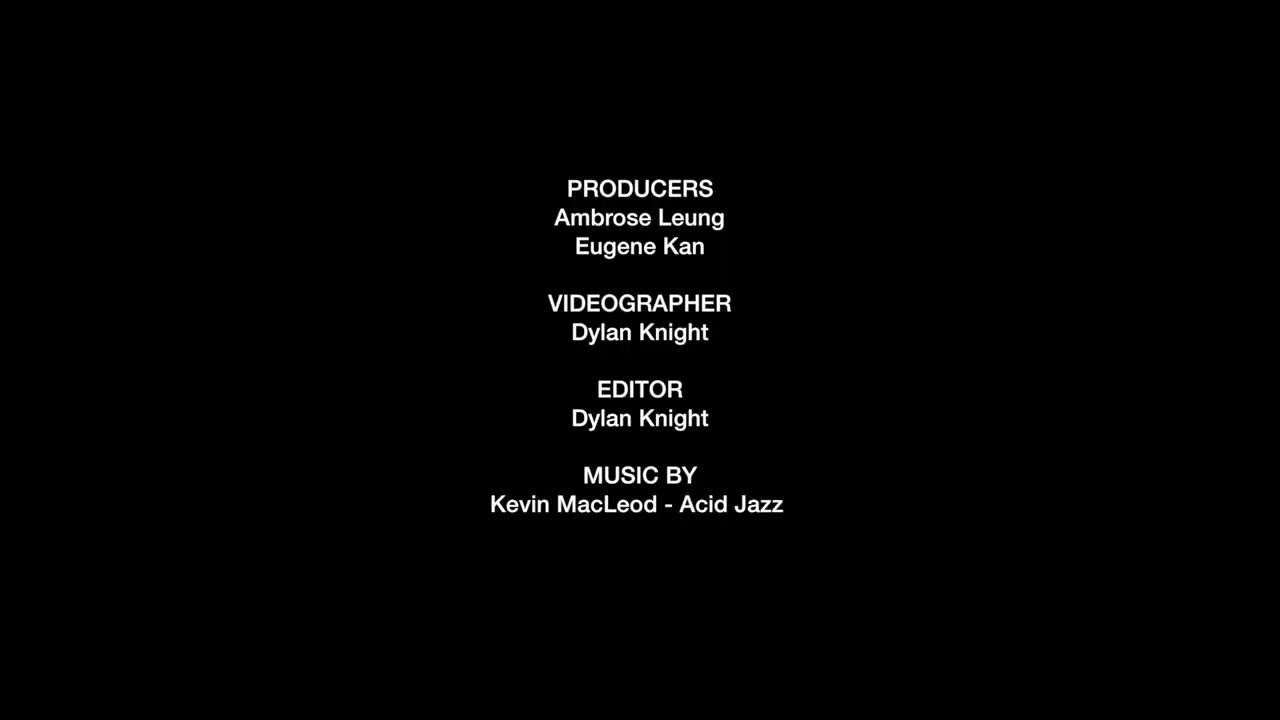 PRODUCERS
Ambrose Leung
Eugene Kan
VIDEOGRAPHER
Dylan Knight
EDITOR
Dylan Knight
MUSIC BY
Kevin MacLeod - Acid Jazz